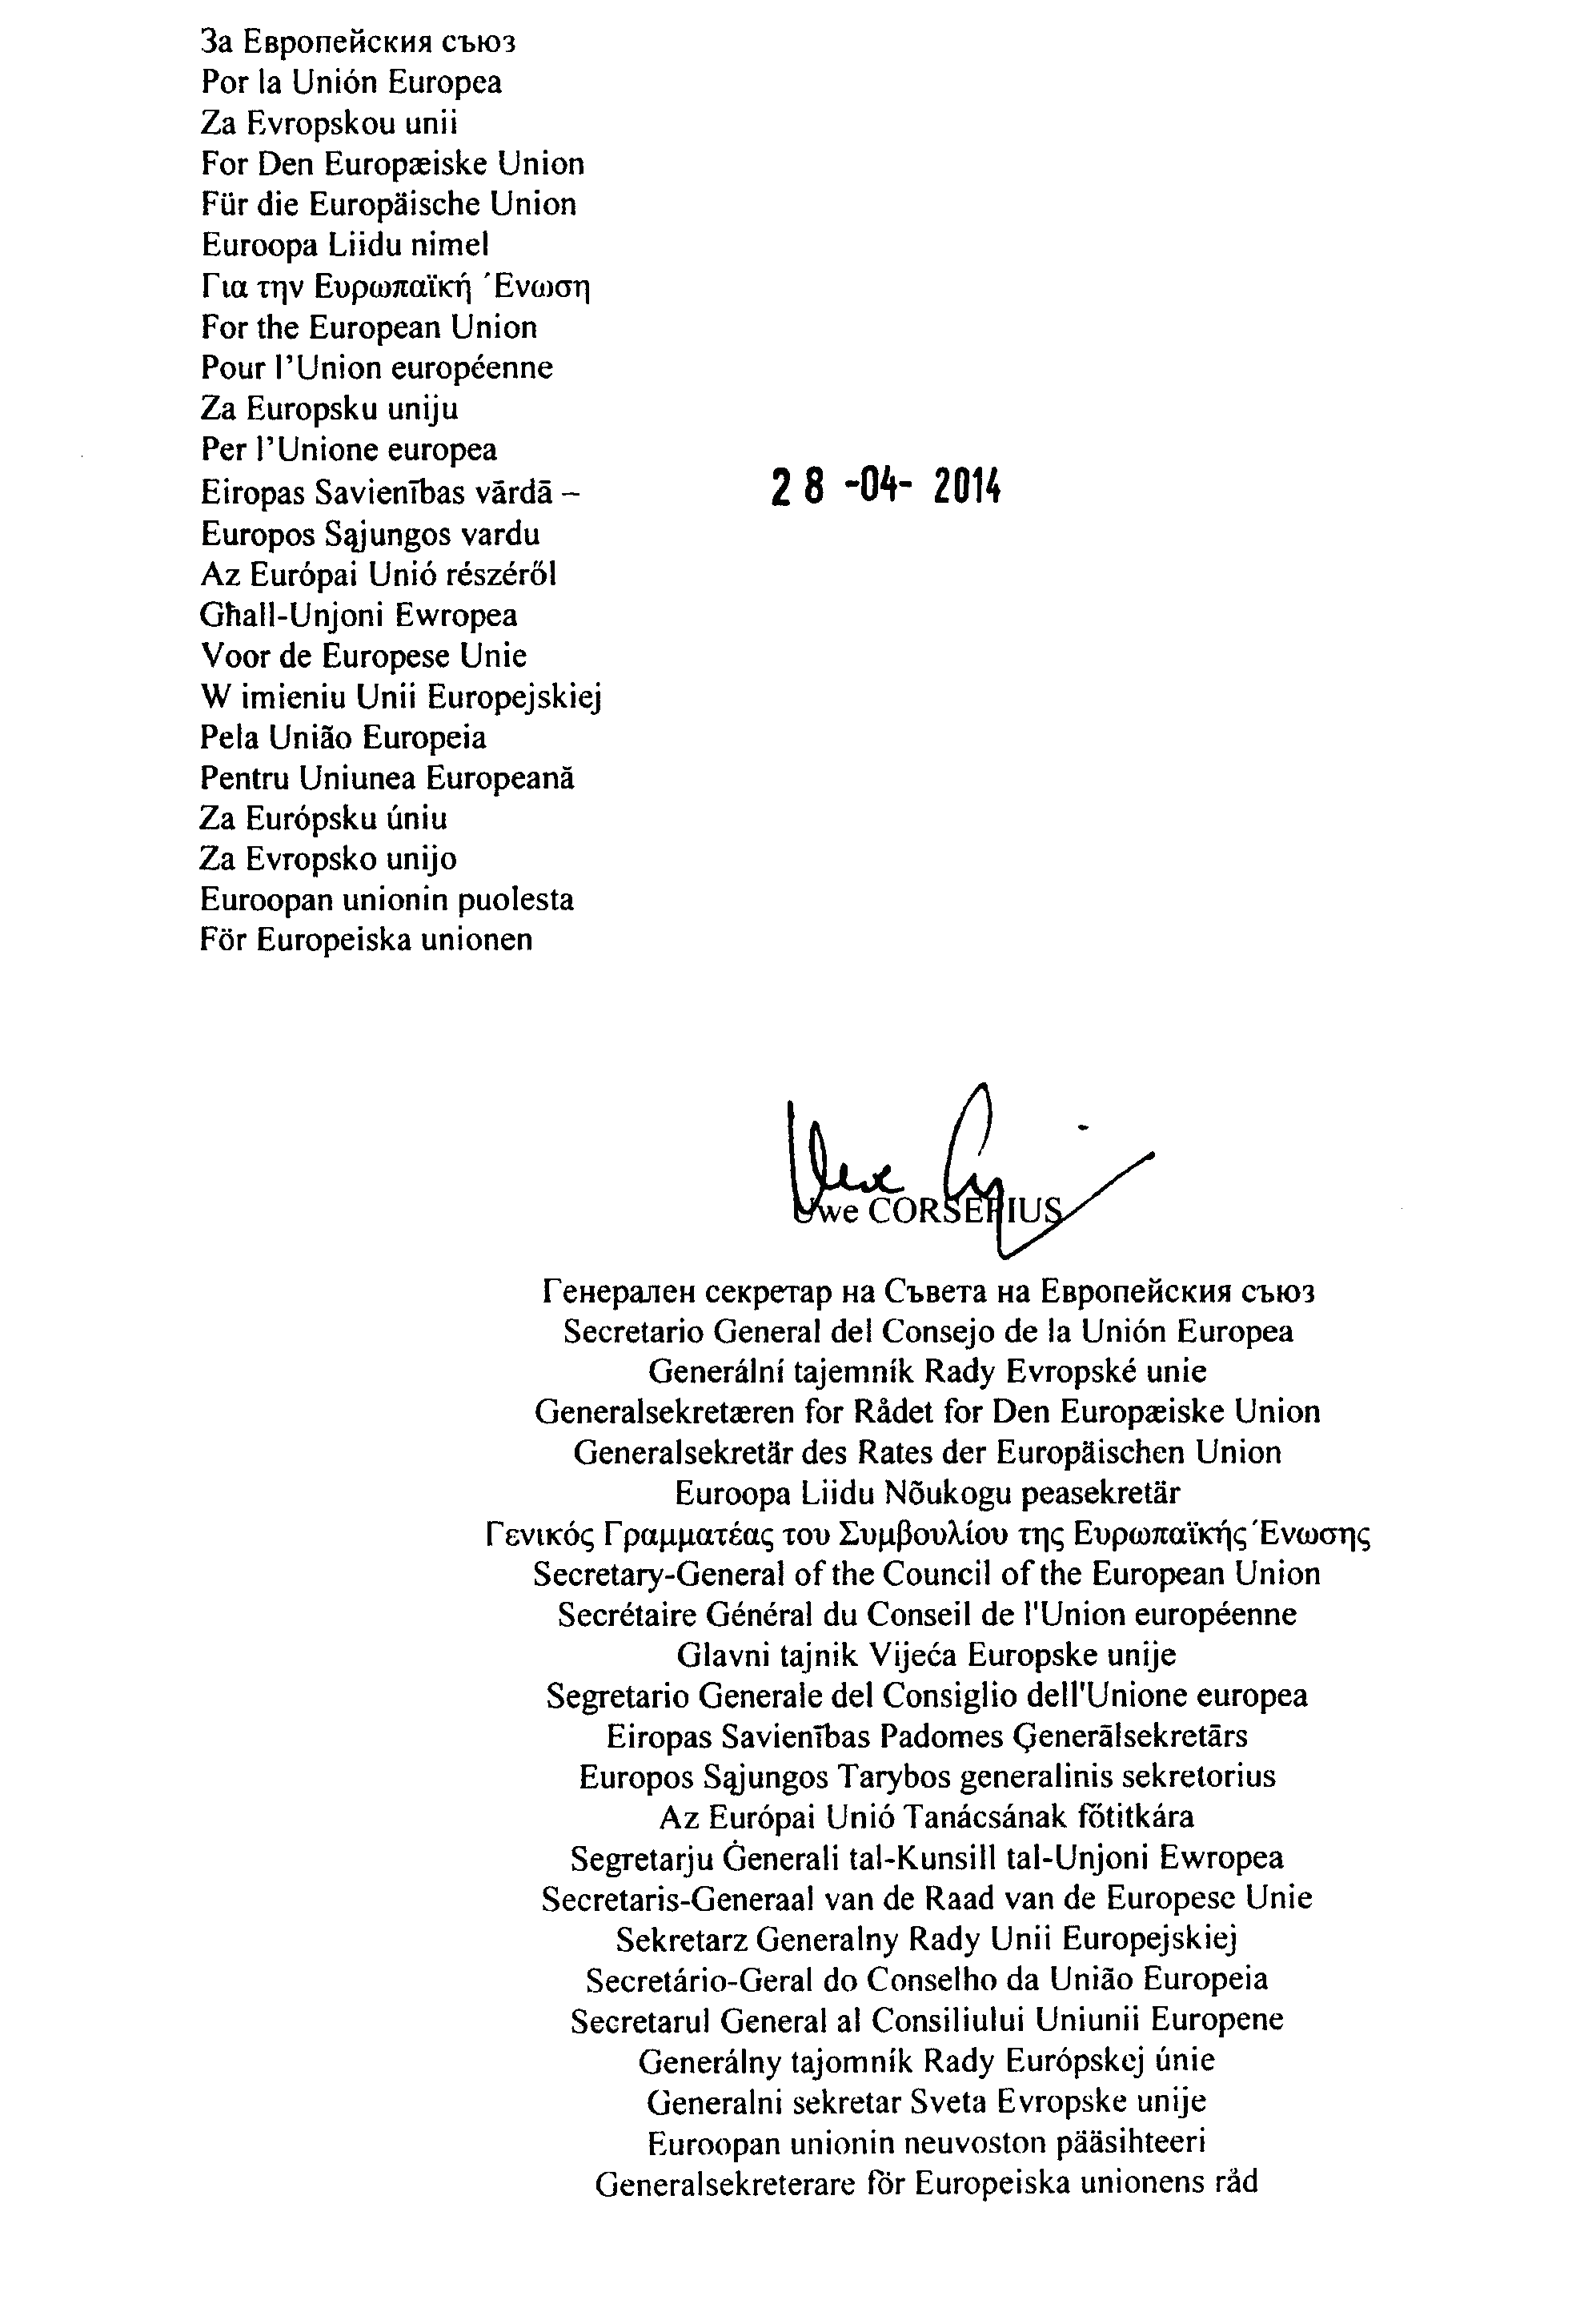 За Европейския съюз
Por la Unión Europea
Za Evropskou unii
For Den Europæiske Union
Für die Europäische Union
Euroopa Liidu nimel
Για την Ευρωπαϊκή Ένωση
For the European Union
Pour l'Union européenne
Za Europsku uniju
Per l'Unione europea
Eiropas Savienības vārdā –
28 -04- 2014
Europos Sąjungos vardu
Az Európai Unió részéről
Għall-Unjoni Ewropea
Voor de Europese Unie
W imieniu Unii Europejskiej
Pela União Europeia
Pentru Uniunea Europeană
Za Európsku úniu
Za Evropsko unijo
Euroopan unionin puolesta
För Europeiska unionen
Uwe CORSEPIUS
Генерален секретар на Съвета на Европейския съюз
Secretario General del Consejo de la Unión Europea
Generální tajemník Rady Evropské unie
Generalsekretæren for Rådet for Den Europæiske Union
Generalsekretär des Rates der Europäischen Union
Euroopa Liidu Nõukogu peasekretär
Γενικός Γραμματέας του Συμβουλίου της Ευρωπαϊκής Ένωσης
Secretary-General of the Council of the European Union
Secrétaire Général du Conseil de l'Union européenne
Glavni tajnik Vijeća Europske unije
Segretario Generale del Consiglio dell'Unione europea
Eiropas Savienības Padomes Ģenerālsekretārs
Europos Sąjungos Tarybos generalinis sekretorius
Az Európai Unió Tanácsának főtitkára
Segretarju Ġenerali tal-Kunsill tal-Unjoni Ewropea
Secretaris-Generaal van de Raad van de Europese Unie
Sekretarz Generalny Rady Unii Europejskiej
Secretário-Geral do Conselho da União Europeia
Secretarul General al Consiliului Uniunii Europene
Generálny tajomník Rady Európskej únie
Generalni sekretar Sveta Evropske unije
Euroopan unionin neuvoston pääsihteeri
Generalsekreterare för Europeiska unionens råd